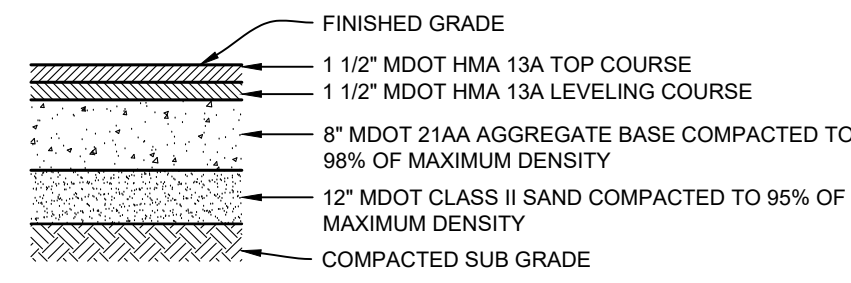 FINISHED GRADE
1 1/2" MDOT HMA 13A TOP COURSE
1 1/2" MDOT HMA 13A LEVELING COURSE
8" MDOT 21AA AGGREGATE BASE COMPACTED TO
98% OF MAXIMUM DENSITY
12" MDOT CLASS II SAND COMPACTED TO 95% OF
MAXIMUM DENSITY
COMPACTED SUB GRADE